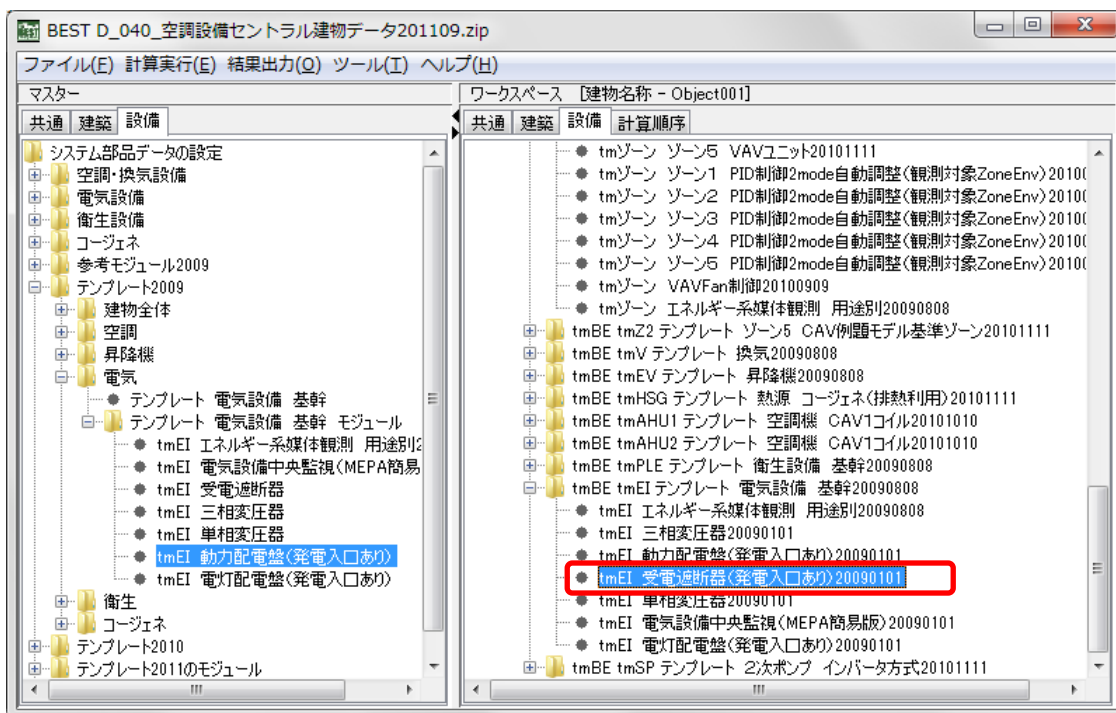 BEST D_040_空調設備セントラル建物データ201109.zip
ファイル(F) 計算実行(E) 結果出力(O) ツール(T) ヘルプ(H)
マスター
共通 建築 設備
システム部品データの設定
空調・換気設備
電気設備
衛生設備
コージェネ
参考モジュール2009
テンプレート2009
建物全体
空調
昇降機
電気
テンプレート 電気設備 基幹
テンプレート 電気設備 基幹 モジュール
tmEI エネルギー系媒体観測 用途別2
tmEI 電気設備中央監視(MEPA簡易
tmEI 受電遮断器
tmEI 三相変圧器
tmEI 単相変圧器
tmEI 動力配電盤(発電入口あり)
tmEI 電灯配電盤(発電入口あり)
衛生
コージェネ
テンプレート2010
テンプレート2011のモジュール
ワークスペース [建物名称 - Object001]
共通 建築 設備 計算順序
tmゾーン ゾーン5 VAVユニット20101111
tmゾーン ゾーン1 PID制御2mode自動調整(観測対象ZoneEnv)2010
tmゾーン ゾーン2 PID制御2mode自動調整(観測対象ZoneEnv)2010
tmゾーン ゾーン3 PID制御2mode自動調整(観測対象ZoneEnv)2010
tmゾーン ゾーン4 PID制御2mode自動調整(観測対象ZoneEnv)2010
tmゾーン ゾーン5 PID制御2mode自動調整(観測対象ZoneEnv)2010
tmゾーン VAVFan制御20100909
tmゾーン エネルギー系媒体観測 用途別20090808
tmBE tmZ2 テンプレート ゾーン5 CAV例題モデル基準ゾーン20101111
tmBE tmV テンプレート 換気20090808
tmBE tmEV テンプレート 昇降機20090808
tmBE tmHSG テンプレート 熱源 コージェネ(排熱利用)20101111
tmBE tmAHU1 テンプレート 空調機 CAV1コイル20101010
tmBE tmAHU2 テンプレート 空調機 CAV1コイル20101010
tmBE tmPLE テンプレート 衛生設備 基幹20090808
tmBE tmEI テンプレート 電気設備 基幹20090808
tmEI エネルギー系媒体観測 用途別20090808
tmEI 三相変圧器20090101
tmEI 動力配電盤(発電入口あり)20090101
tmEI 受電遮断器(発電入口あり)20090101
tmEI 単相変圧器20090101
tmEI 電気設備中央監視(MEPA簡易版)20090101
tmEI 電灯配電盤(発電入口あり)20090101
tmBE tmSP テンプレート 2次ポンプ インバータ方式20101111